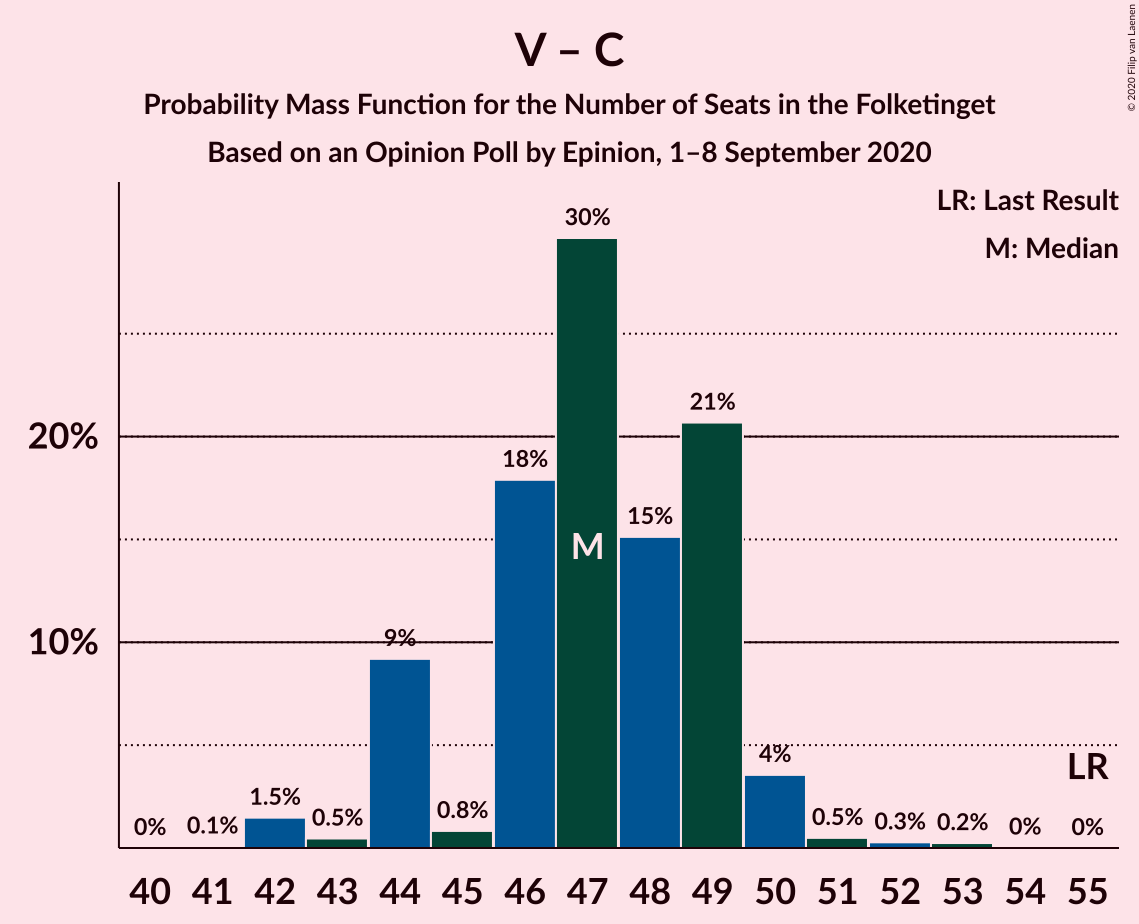 V – C
Probability Mass Function for the Number of Seats in the Folketinget
Based on an Opinion Poll by Epinion, 1–8 September 2020
© 2020 Filip van Laenen
LR: Last Result
M: Median
30%
21%
20%
18%
15%
M
10%
9%
4%
LR
1.5%
0.8%
0.5%
0.5%
0.3%
0.2%
0%
0.1%
0%
0%
40 41 42 43 44 45 46 47 48 49 50 51 52 53 54 55